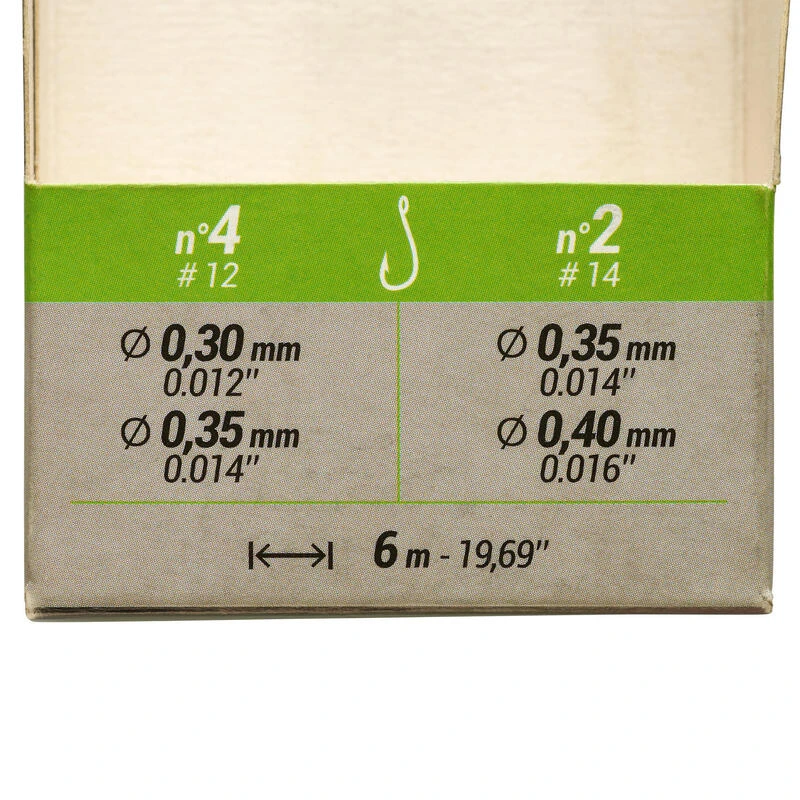 n°4
# 12
n°2
# 14
Ø 0,30 mm
0.012"
Ø 0,35 mm
0.014"
Ø 0,35 mm
0.014"
Ø 0,40 mm
0.016"
6 m - 19,69"